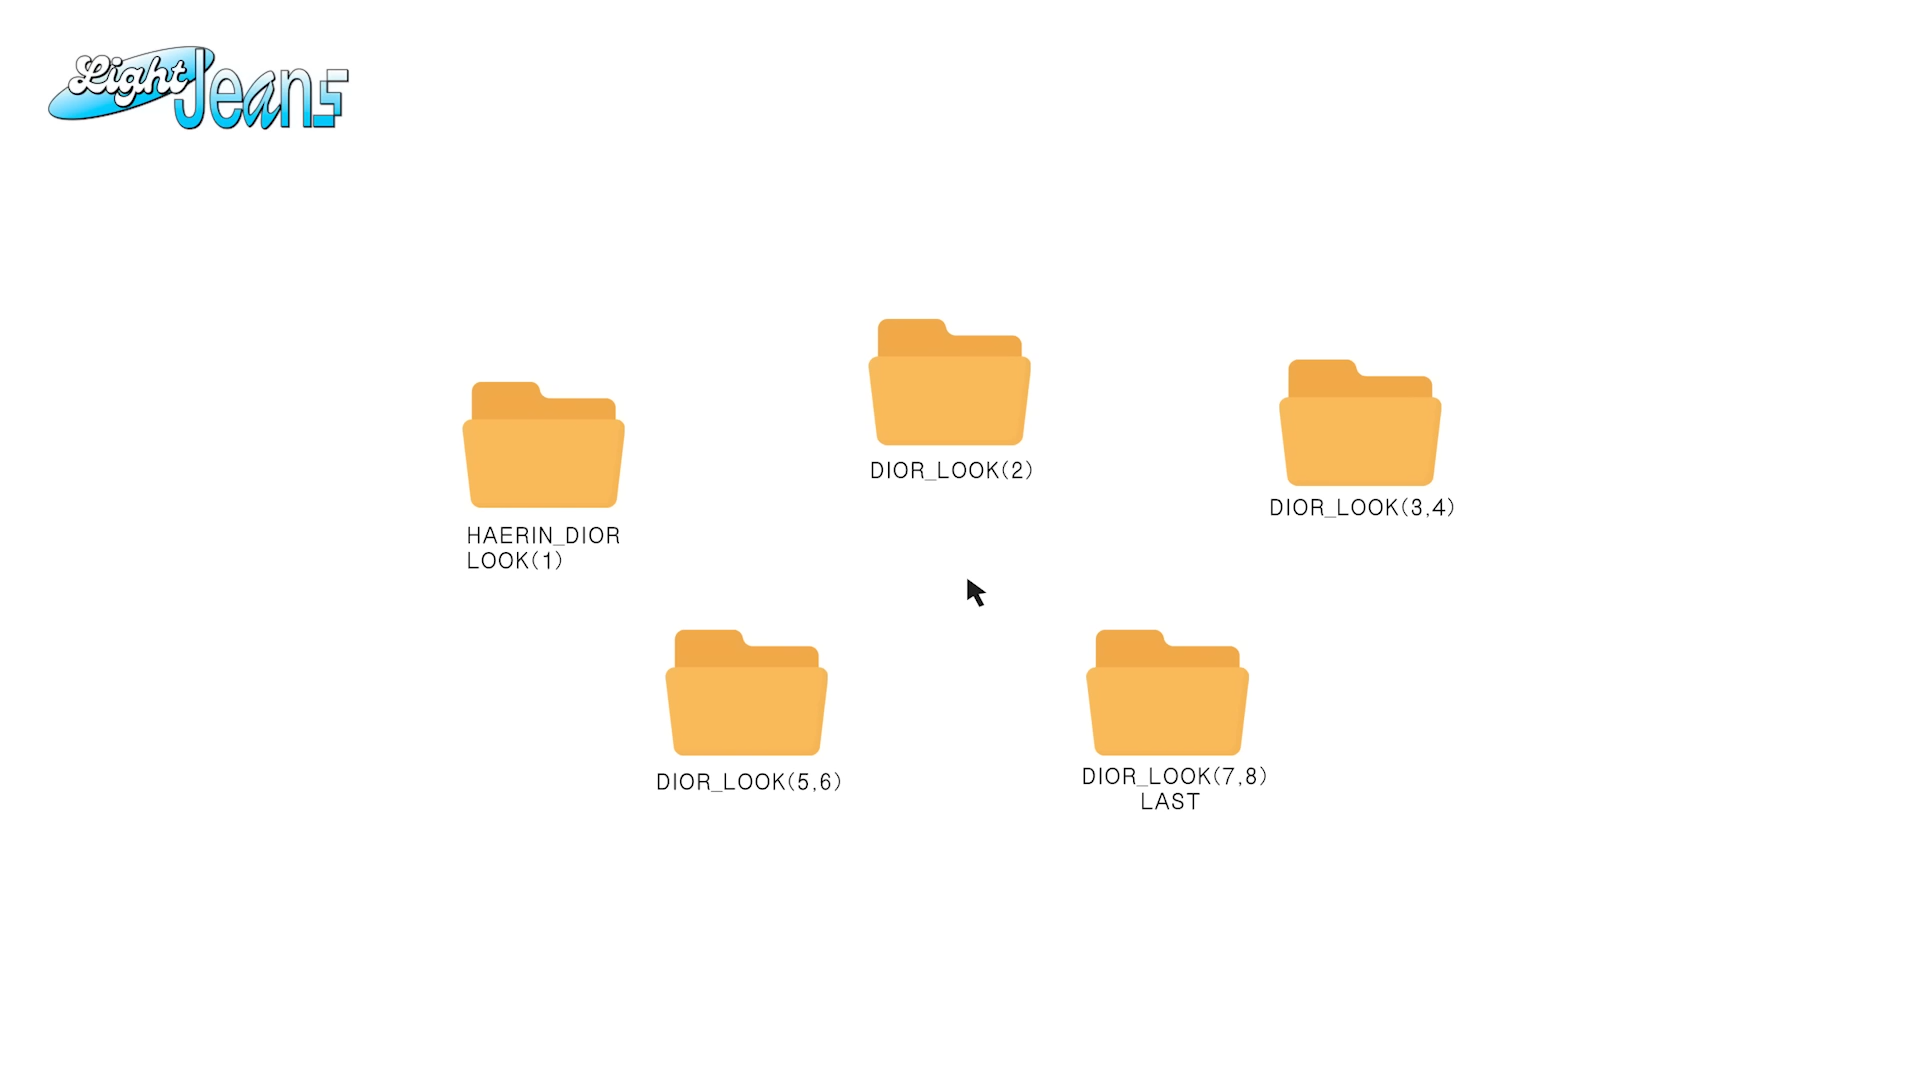 Light Jeans
DIOR_LOOK(2)
DIOR_LOOK(3,4)
HAERIN_DIOR
LOOK(1)
DIOR_LOOK(5,6)
DIOR_LOOK(7,8)
LAST